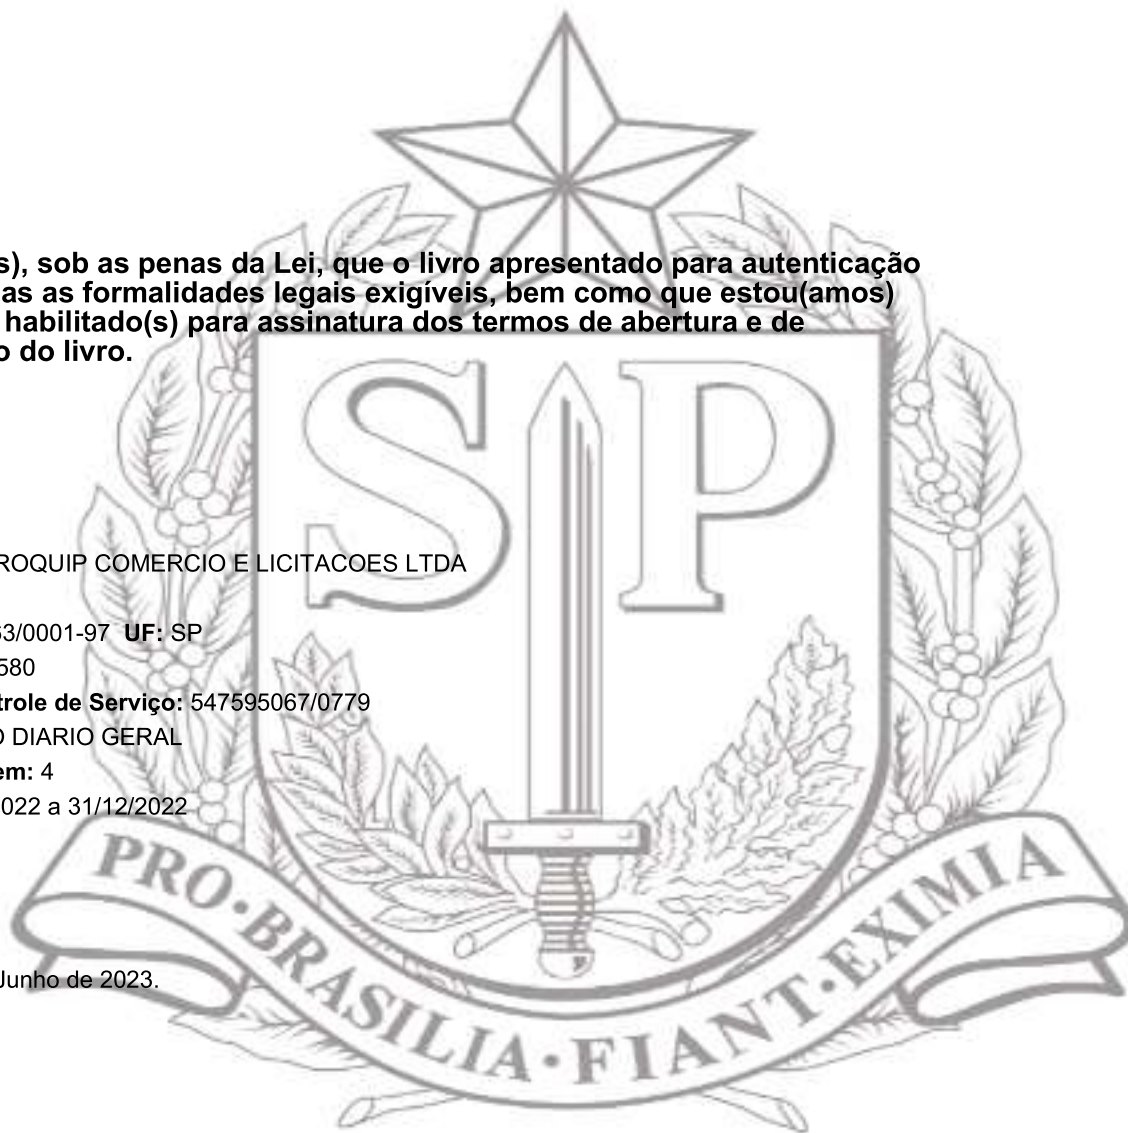 s), sob as penas da Lei, que o livro apresentado para autenticação
as as formalidades legais exigíveis, bem como que estou(amos)
habilitado(s) para assinatura dos termos de abertura e de
o do livro.
SP
ROQUIP COMERCIO E LICITACOES LTDA
63/0001-97 UF: SP
580
trole de Serviço: 547595067/0779
O DIARIO GERAL
em: 4
022 a 31/12/2022
Junho de 2023.
PRO·BRASILIA·FIANT·EXIMIA